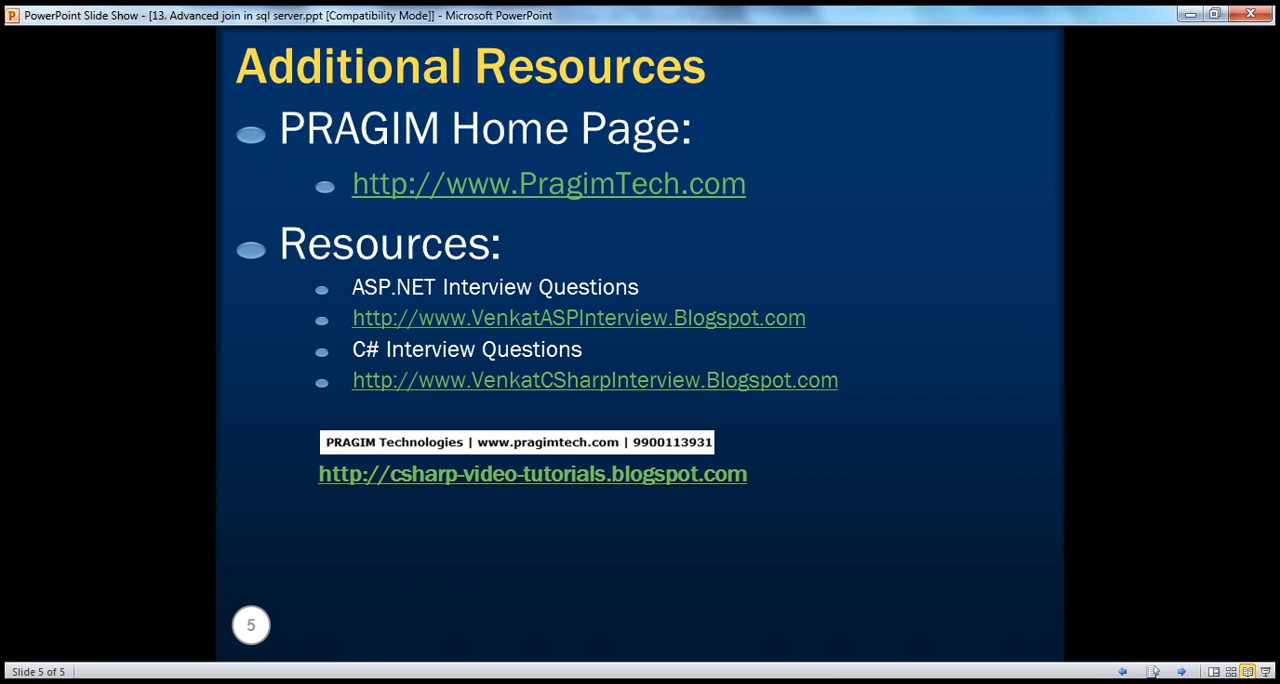 PowerPoint Slide Show - [13. Advanced join in sql server.ppt [Compatibility Mode]] - Microsoft PowerPoint
Additional Resources
PRAGIM Home Page:
http://www.PragimTech.com
Resources:
ASP.NET Interview Questions
http://www.VenkatASPInterview.Blogspot.com
C# Interview Questions
http://www.VenkatCSharpInterview.Blogspot.com
PRAGIM Technologies | www.pragimtech.com | 9900113931
http://csharp-video-tutorials.blogspot.com
5
Slide 5 of 5